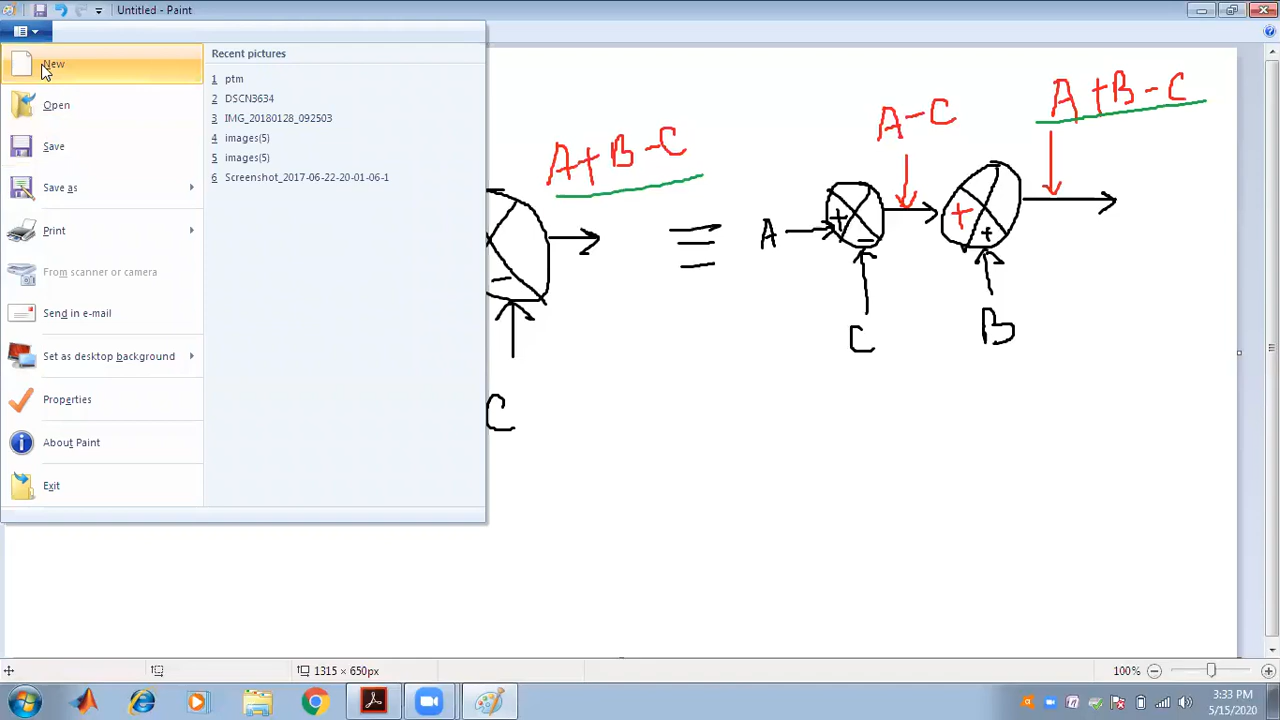 Untitled - Paint
New
Open
Save
Save as
Print
From scanner or camera
Send in e-mail
Set as desktop background
Properties
About Paint
Exit
Recent pictures
1 ptm
2 DSCN3634
3 IMG_20180128_092503
4 images(5)
5 images(5)
6 Screenshot_2017-06-22-20-01-06-1
A+B-C
-
C
≡
A
+
-
C
A-C
+
+
B
A+B-C
1315 × 650px
100%
3:33 PM
5/15/2020